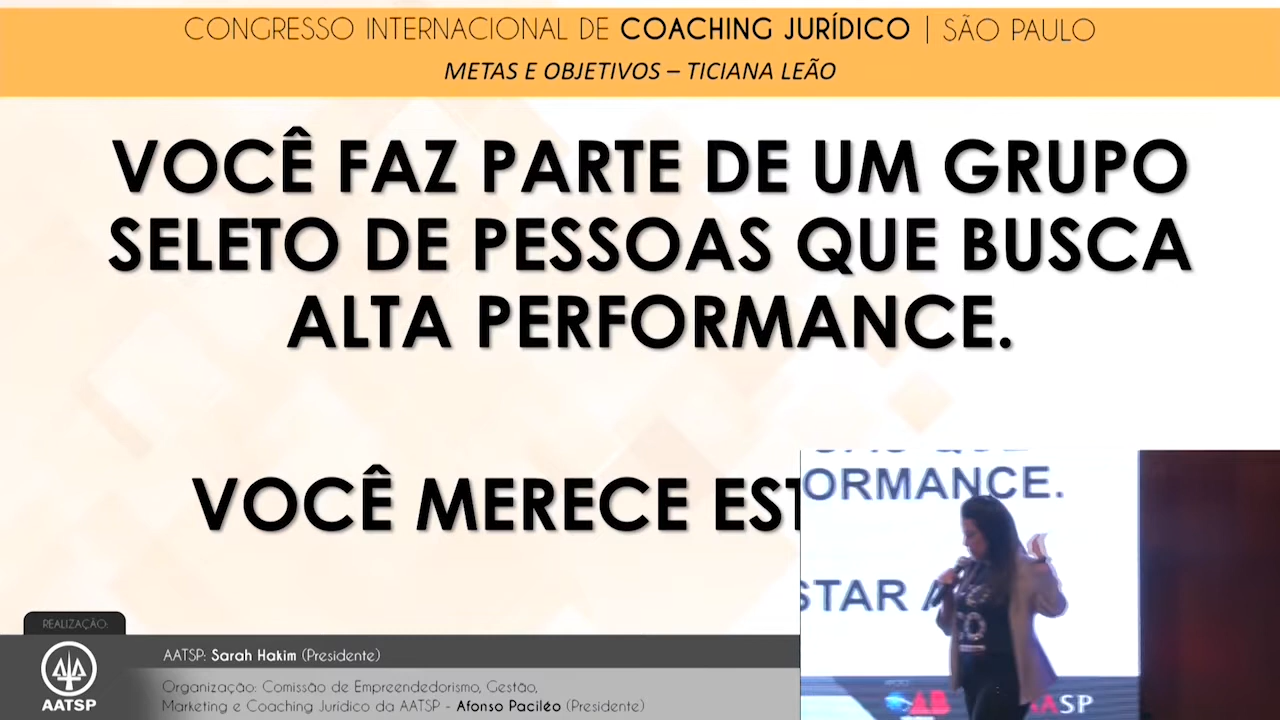 CONGRESSO INTERNACIONAL DE COACHING JURÍDICO | SÃO PAULO
METAS E OBJETIVOS – TICIANA LEÃO
VOCÊ FAZ PARTE DE UM GRUPO
SELETO DE PESSOAS QUE BUSCA
ALTA PERFORMANCE.
VOCÊ MERECE EST
ORMANCE.
STAR A
REALIZAÇÃO:
AATSP
AATSP: Sarah Hakim (Presidente)
Organização: Comissão de Empreendedorismo, Gestão,
Marketing e Coaching Jurídico da AATSP - Afonso Paciléo (Presidente)